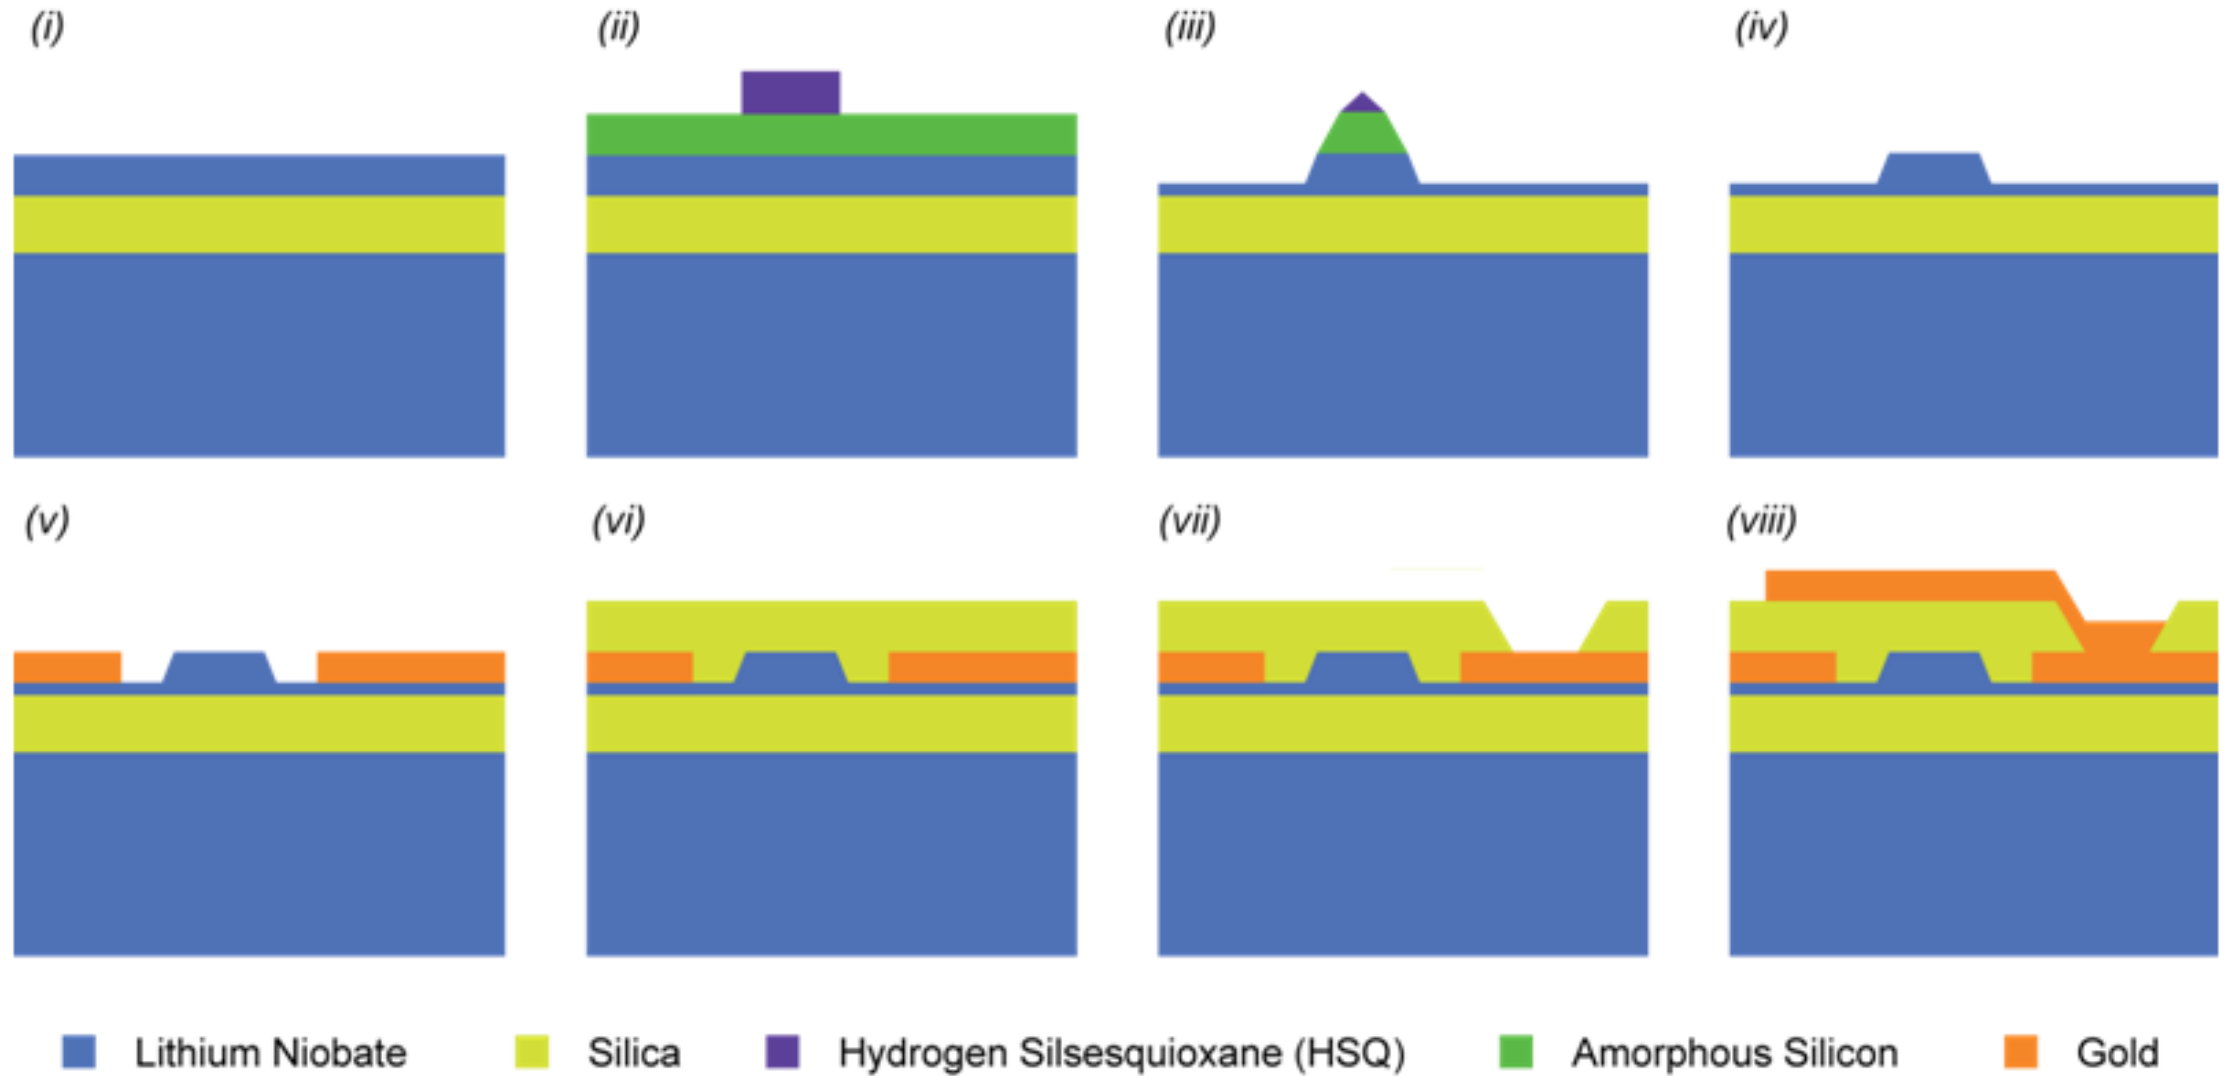 (i) (ii) (iii) (iv)
(v) (vi) (vii) (viii)
Lithium Niobate Silica Hydrogen Silsesquioxane (HSQ) Amorphous Silicon Gold